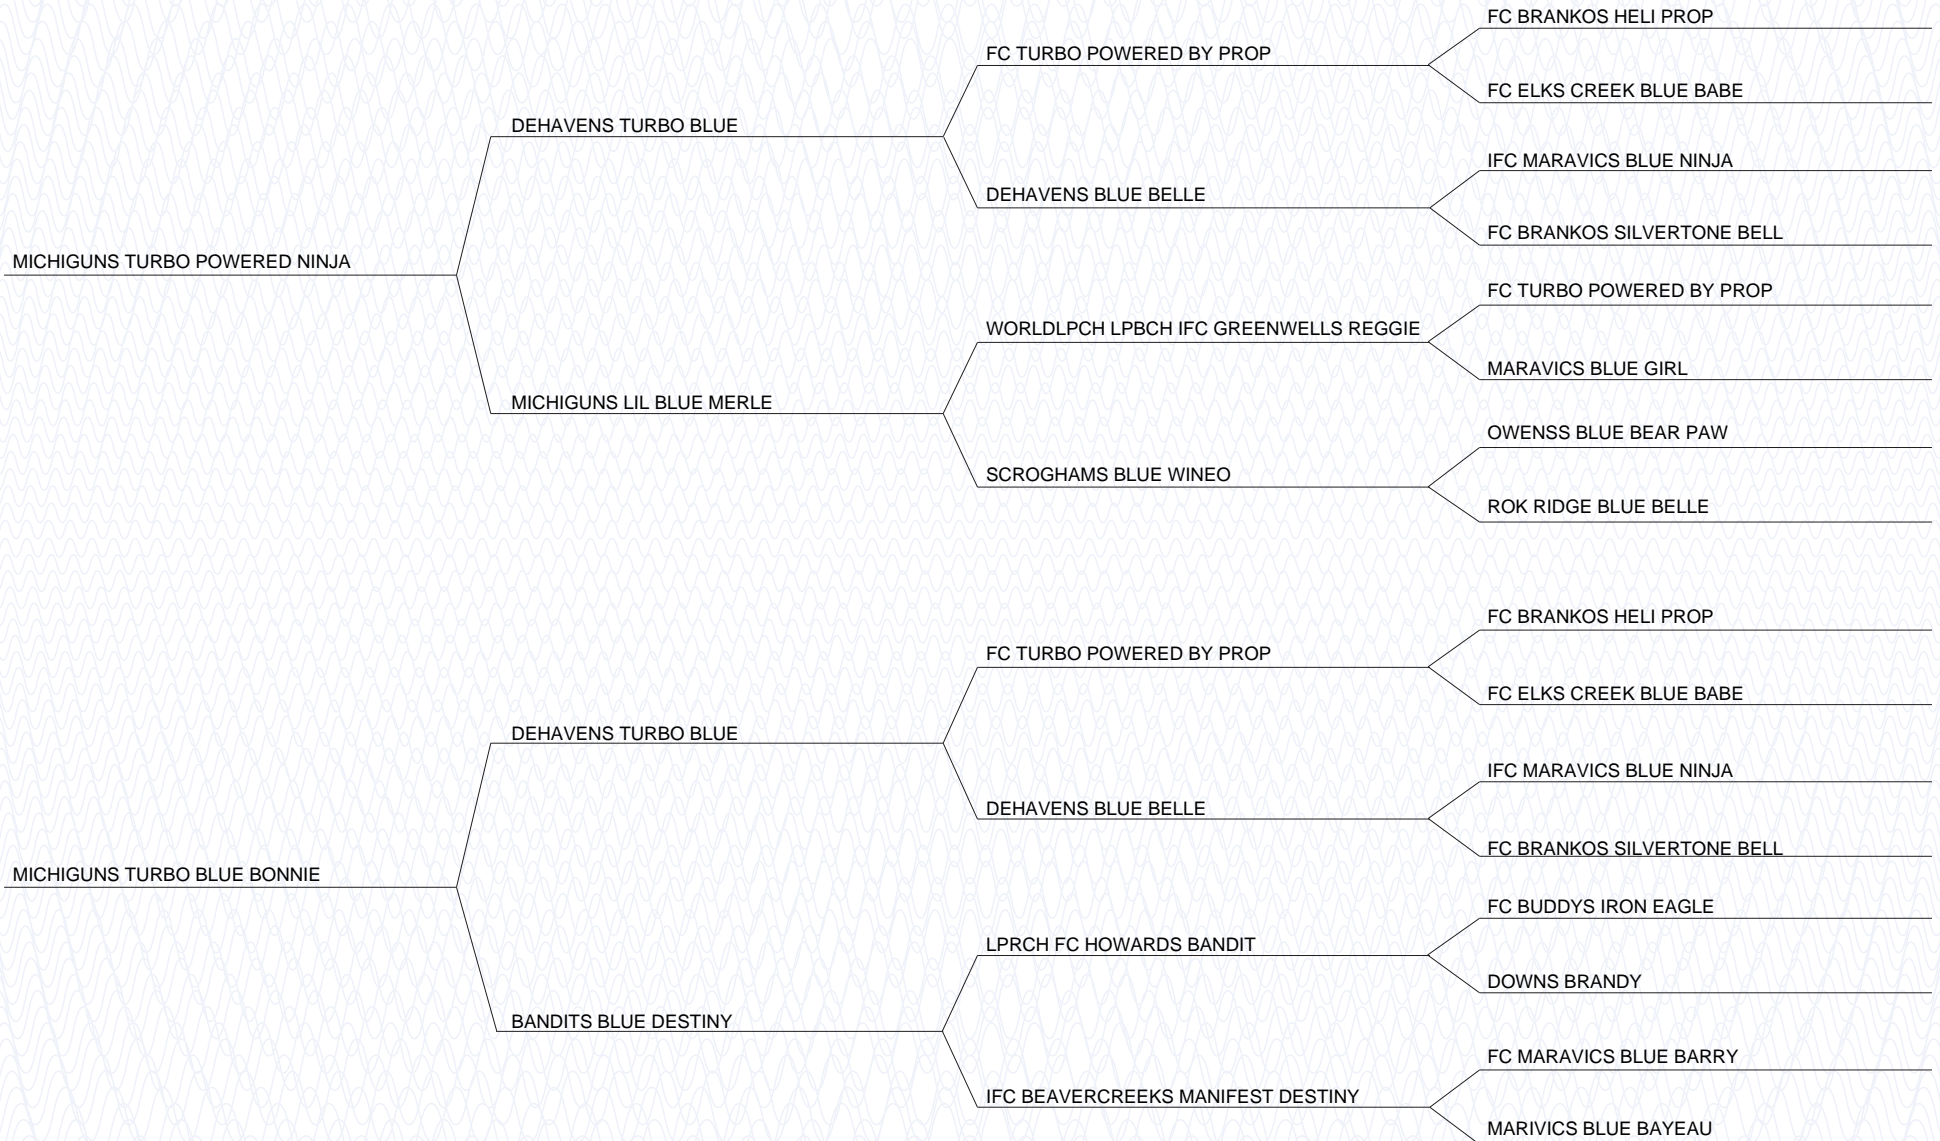 FC BRANKOS HELI PROP
FC TURBO POWERED BY PROP
FC ELKS CREEK BLUE BABE
DEHAVENS TURBO BLUE
IFC MARAVICS BLUE NINJA
DEHAVENS BLUE BELLE
FC BRANKOS SILVERTONE BELL
MICHIGUNS TURBO POWERED NINJA
FC TURBO POWERED BY PROP
WORLDLPCH LPBCH IFC GREENWELLS REGGIE
MARAVICS BLUE GIRL
MICHIGUNS LIL BLUE MERLE
OWENSS BLUE BEAR PAW
SCROGHAMS BLUE WINEO
ROK RIDGE BLUE BELLE
FC BRANKOS HELI PROP
FC TURBO POWERED BY PROP
FC ELKS CREEK BLUE BABE
DEHAVENS TURBO BLUE
IFC MARAVICS BLUE NINJA
DEHAVENS BLUE BELLE
FC BRANKOS SILVERTONE BELL
MICHIGUNS TURBO BLUE BONNIE
FC BUDDYS IRON EAGLE
LPRCH FC HOWARDS BANDIT
DOWNS BRANDY
BANDITS BLUE DESTINY
FC MARAVICS BLUE BARRY
IFC BEAVERCREEKS MANIFEST DESTINY
MARIVICS BLUE BAYEAU